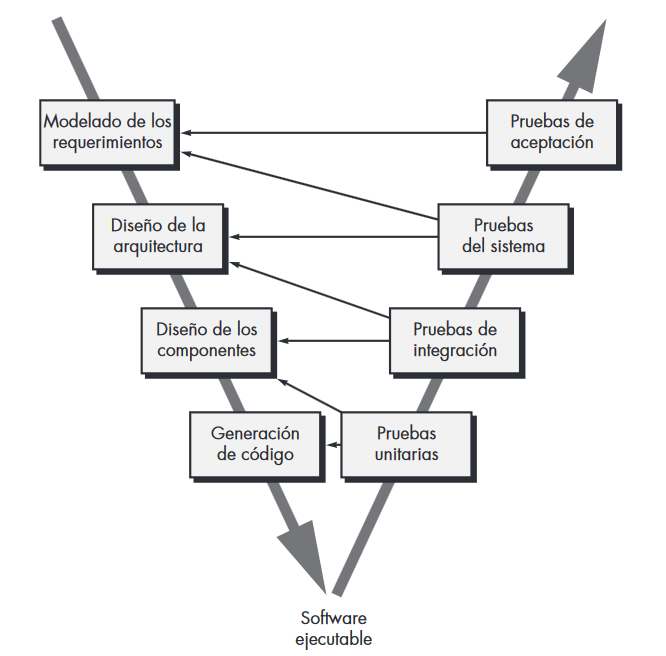 Modelado de los
requerimientos
Pruebas de
aceptación
Diseño de la
arquitectura
Pruebas
del sistema
Diseño de los
componentes
Pruebas de
integración
Generación
de código
Pruebas
unitarias
Software
ejecutable